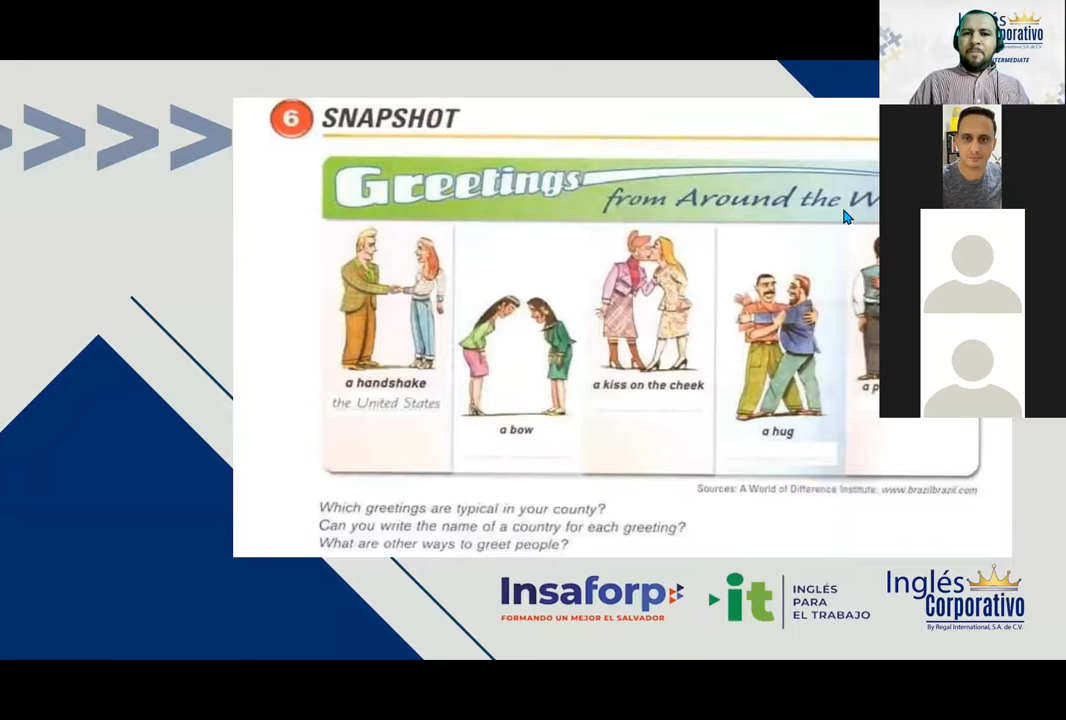 6 SNAPSHOT
Greetings
from Around the W
a handshake
the United States
a bow
a kiss on the cheek
a hug
a p
Sources: A World of Difference Institute; www.brazilbrazil.com
Which greetings are typical in your county?
Can you write the name of a country for each greeting?
What are other ways to greet people?
Insaforp
FORMANDO UN MEJOR EL SALVADOR
it
INGLÉS
PARA
EL TRABAJO
Inglés
Corporativo
By Regal International, S.A. de C.V.
és
porativo
TERMEDIATE